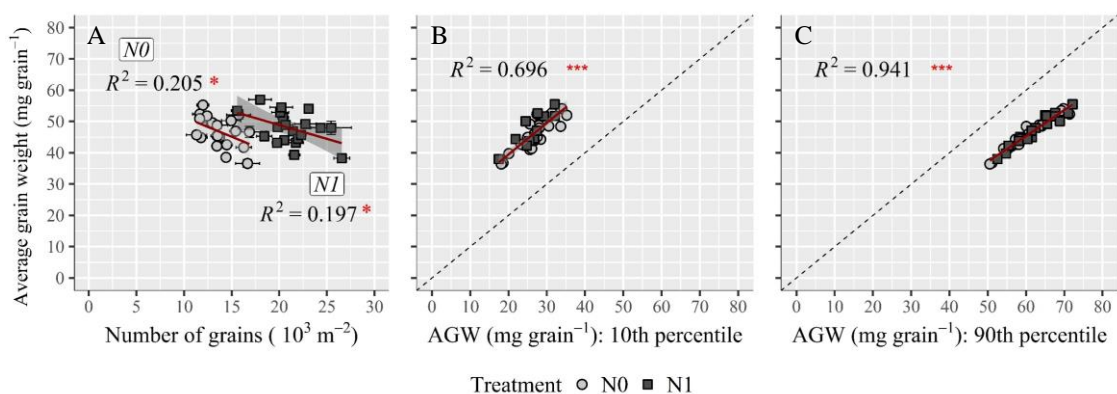 Average grain weight (mg grain⁻¹)
80
70
60
50
40
30
20
10
0
A
N0
R² = 0.205 *
N1
R² = 0.197 *
0 5 10 15 20 25 30
Number of grains ( 10³ m⁻²)
B
R² = 0.696 ***
0 10 20 30 40 50 60 70 80
AGW (mg grain⁻¹): 10th percentile
C
R² = 0.941 ***
0 10 20 30 40 50 60 70 80
AGW (mg grain⁻¹): 90th percentile
Treatment N0 N1